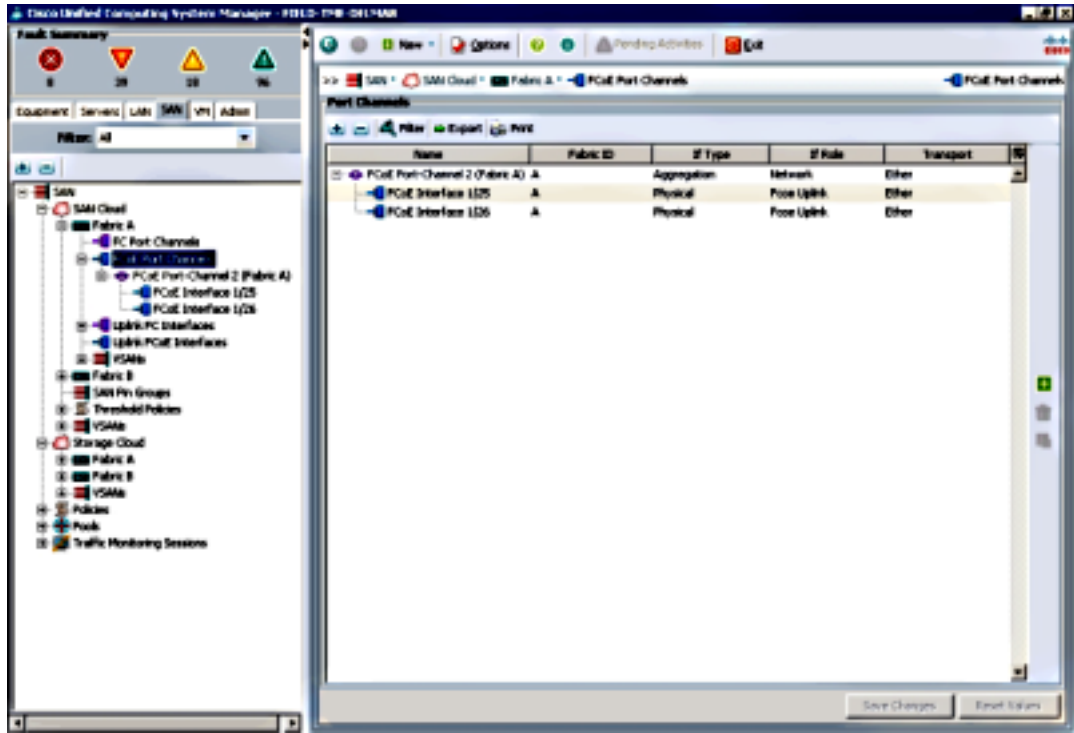 Cisco Unified Computing System Manager -
Fault Summary
New Options Pending Activities Exit
>> SAN SAN Cloud Fabric A FCoE Port Channels FCoE Port Channels
Equipment Servers LAN SAN VM Admin
Port Channels
Filter: All
Filter Export Print
Name Fabric ID If Type If Role Transport
FCoE Port-Channel 2 (Fabric A) A Aggregation Network Ether
FCoE Interface 1/25 A Physical Fcoe Uplink Ether
FCoE Interface 1/26 A Physical Fcoe Uplink Ether
SAN
SAN Cloud
Fabric A
FC Port Channels
FCoE Port Channels
FCoE Port-Channel 2 (Fabric A)
FCoE Interface 1/25
FCoE Interface 1/26
Uplink FC Interfaces
Uplink FCoE Interfaces
VSANs
Fabric B
SAN Pin Groups
Threshold Policies
VSANs
Storage Cloud
Fabric A
Fabric B
VSANs
Policies
Pools
Traffic Monitoring Sessions
Save Changes Reset Values